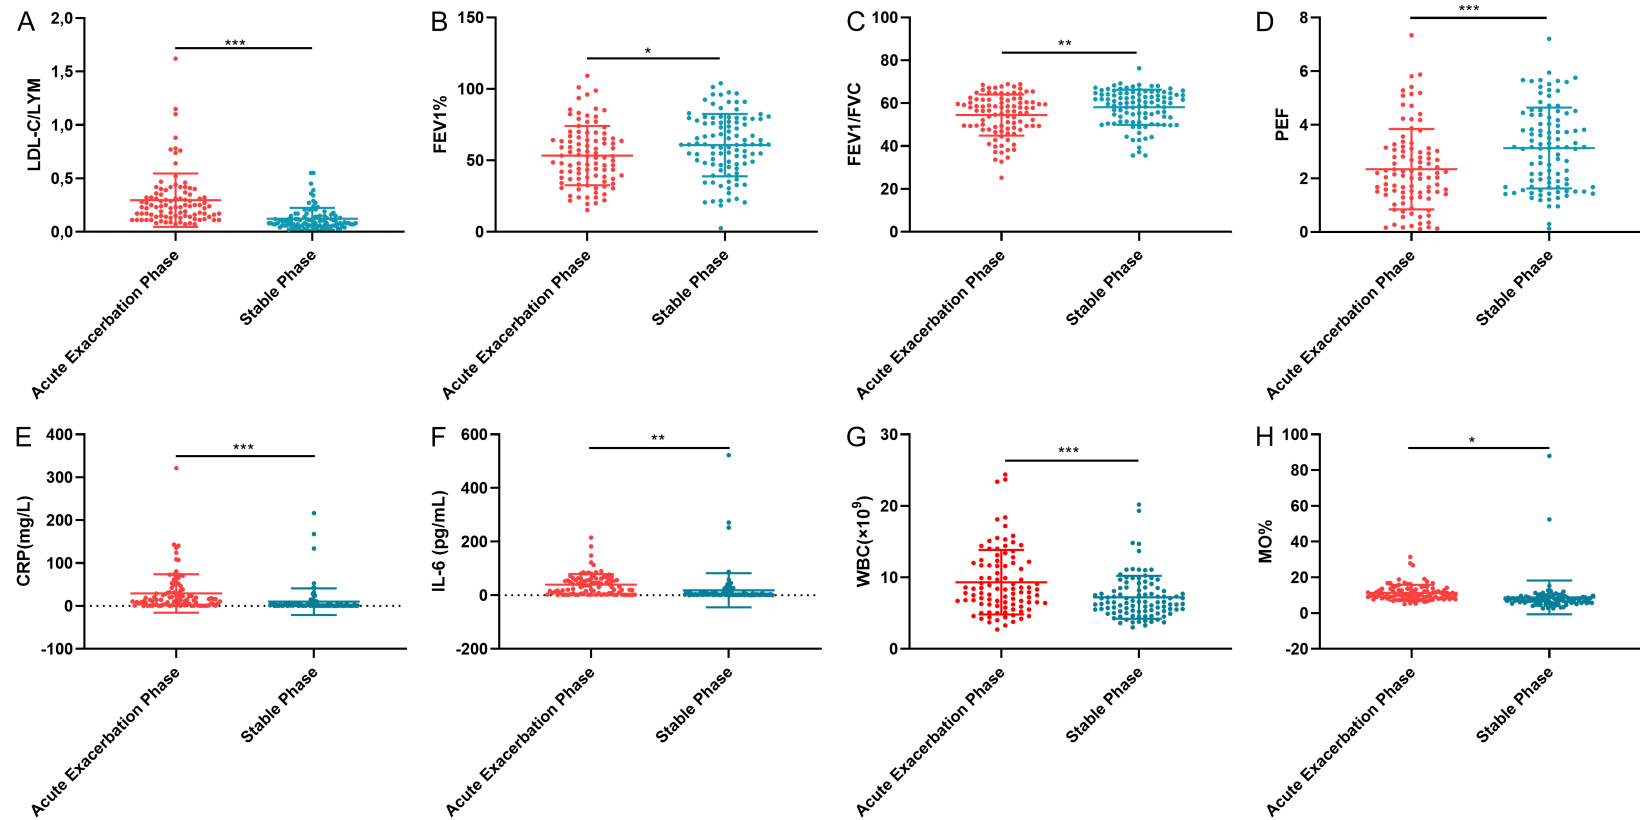 A
LDL-C/LYM
2,0
1,5
1,0
0,5
0,0
***
Acute Exacerbation Phase
Stable Phase
B
FEV1%
150
100
50
0
*
Acute Exacerbation Phase
Stable Phase
C
FEV1/FVC
100
80
60
40
20
0
**
Acute Exacerbation Phase
Stable Phase
D
PEF
8
6
4
2
0
***
Acute Exacerbation Phase
Stable Phase
E
CRP(mg/L)
400
300
200
100
0
-100
***
Acute Exacerbation Phase
Stable Phase
F
IL-6 (pg/mL)
600
400
200
0
-200
**
Acute Exacerbation Phase
Stable Phase
G
WBC(×10⁹)
30
20
10
0
***
Acute Exacerbation Phase
Stable Phase
H
MO%
100
80
60
40
20
0
-20
*
Acute Exacerbation Phase
Stable Phase